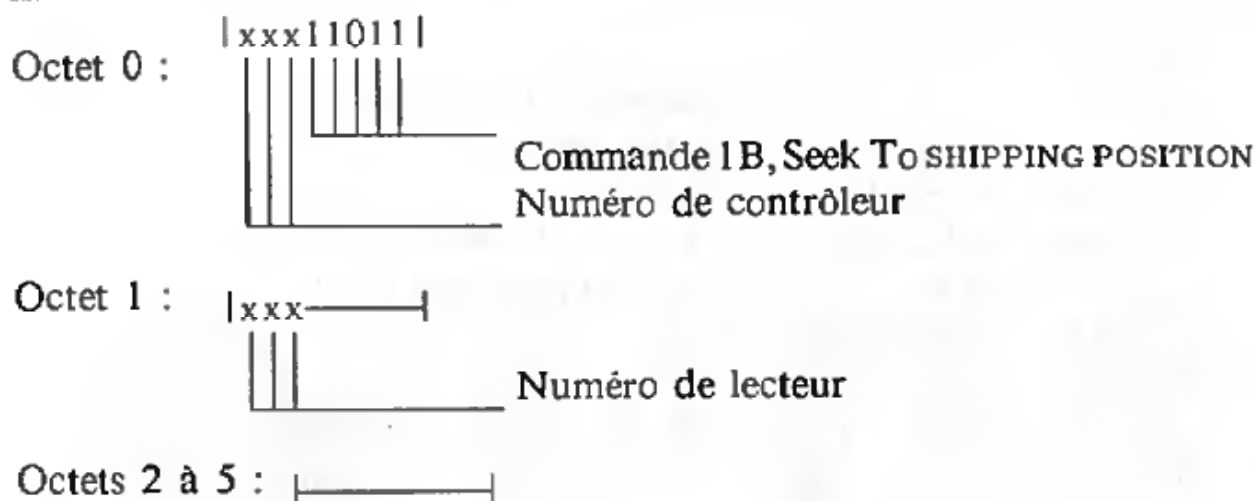 |xxx11011|
Octet 0 :
Commande 1B, Seek To SHIPPING POSITION
Numéro de contrôleur
Octet 1 : |xxx
Numéro de lecteur
Octets 2 à 5 :